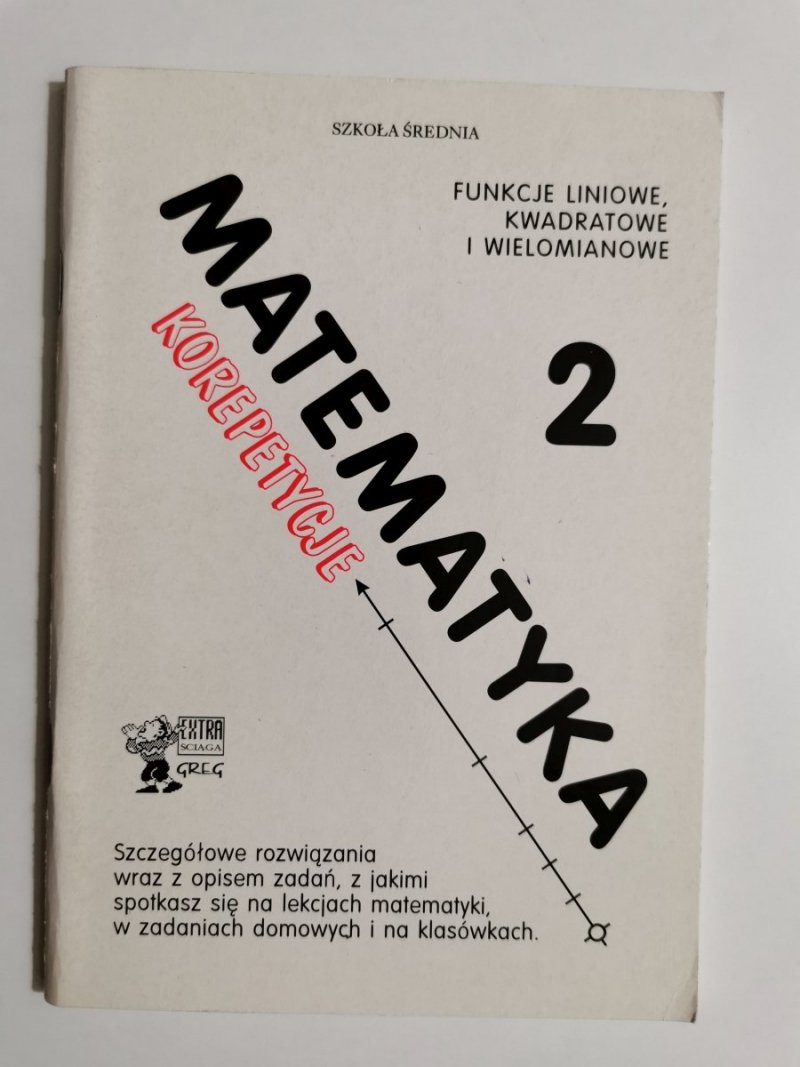 SZKOŁA ŚREDNIA
FUNKCJE LINIOWE,
KWADRATOWE
I WIELOMIANOWE
MATEMATYKA
KOREPETYCJE
2
EXTRA
ŚCIĄGA
GREG
Szczegółowe rozwiązania
wraz z opisem zadań, z jakimi
spotkasz się na lekcjach matematyki,
w zadaniach domowych i na klasówkach.